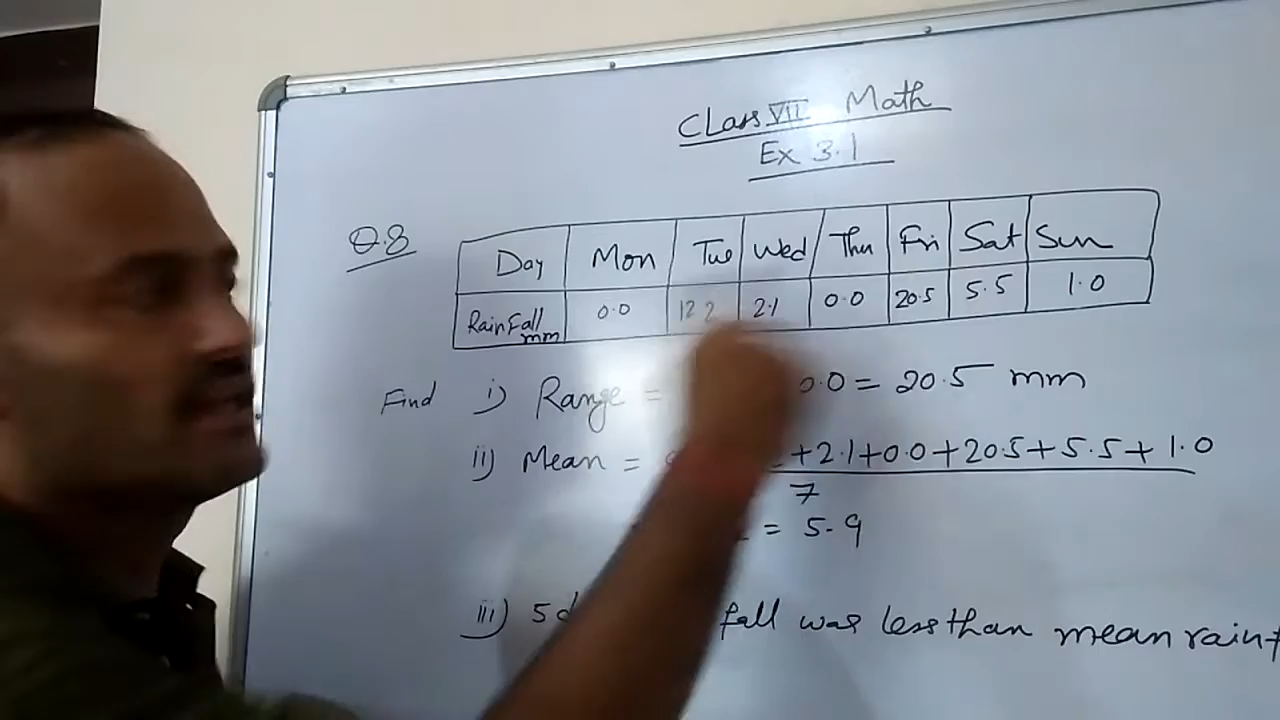 Class VII Math
Ex 3.1
Q.8
Day Mon Tue Wed Thu Fri Sat Sun
Rainfall mm 0.0 12.2 2.1 0.0 20.5 5.5 1.0
Find i) Range = 0.0 = 20.5 mm
ii) Mean = +2.1+0.0+20.5+5.5+1.0
7
= 5.9
iii) 5 fall was less than mean